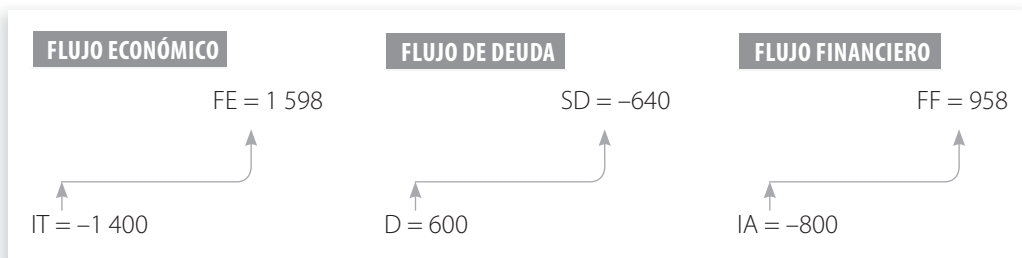 FLUJO ECONÓMICO
FE = 1 598
IT = –1 400
FLUJO DE DEUDA
SD = –640
D = 600
FLUJO FINANCIERO
FF = 958
IA = –800